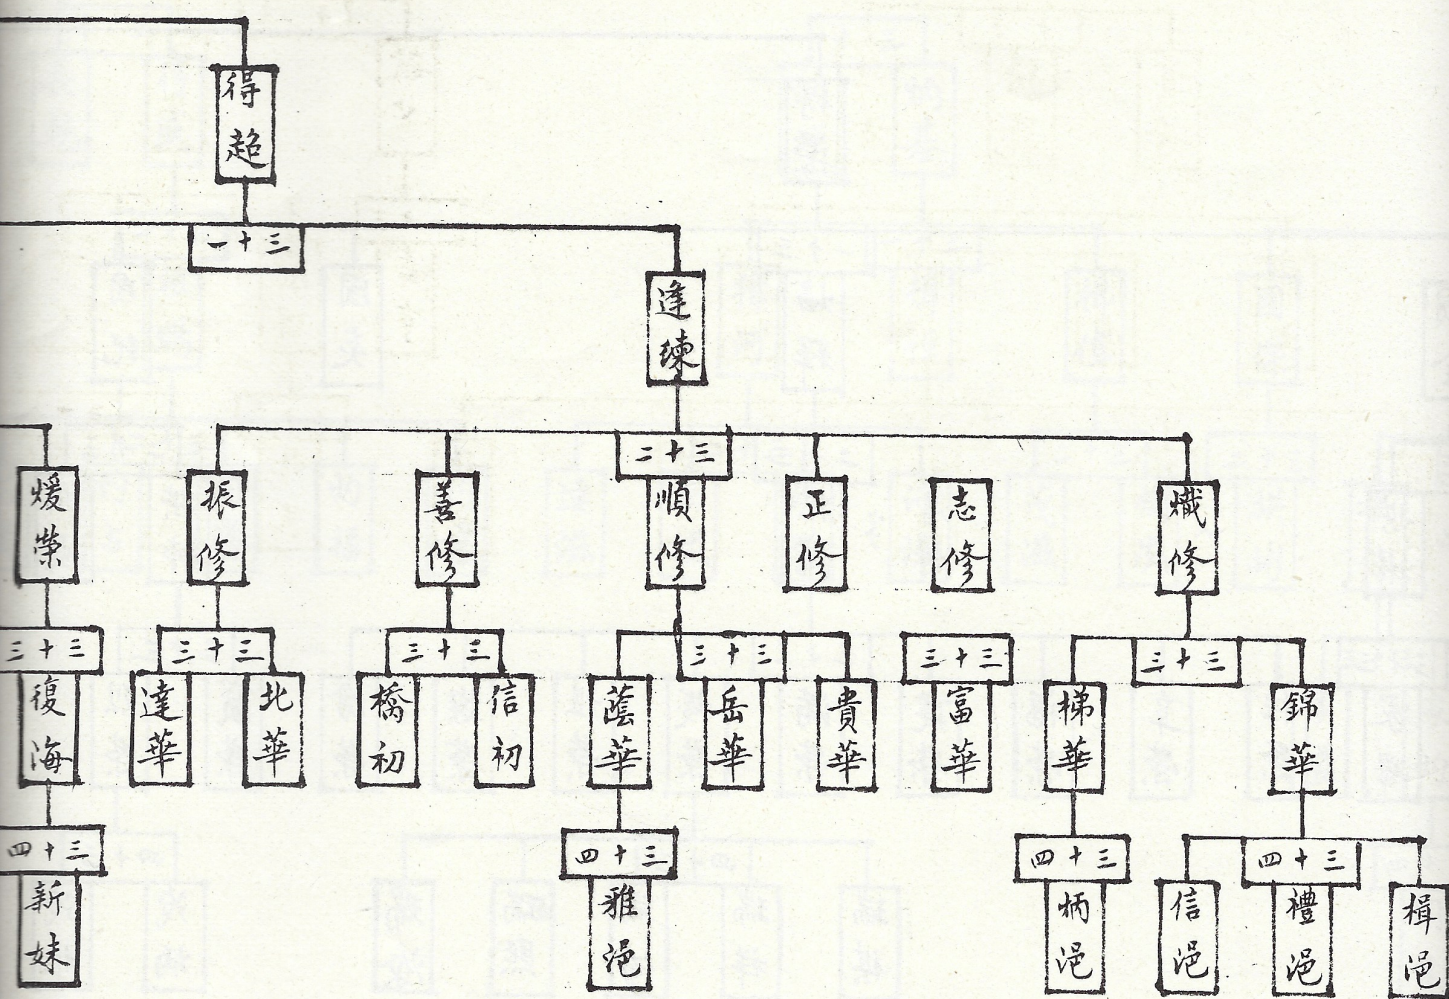 得超
一十三
逢㻋
二十三
煖榮
振修
善修
順修
正修
志修
熾修
三十三
三十三
三十三
三十三
三十三
三十三
復海
達華
北華
橋初
信初
蔭華
岳華
貴華
富華
梯華
錦華
四十三
四十三
四十三
四十三
新妹
雅浥
炳浥
信浥
禮浥
楫浥